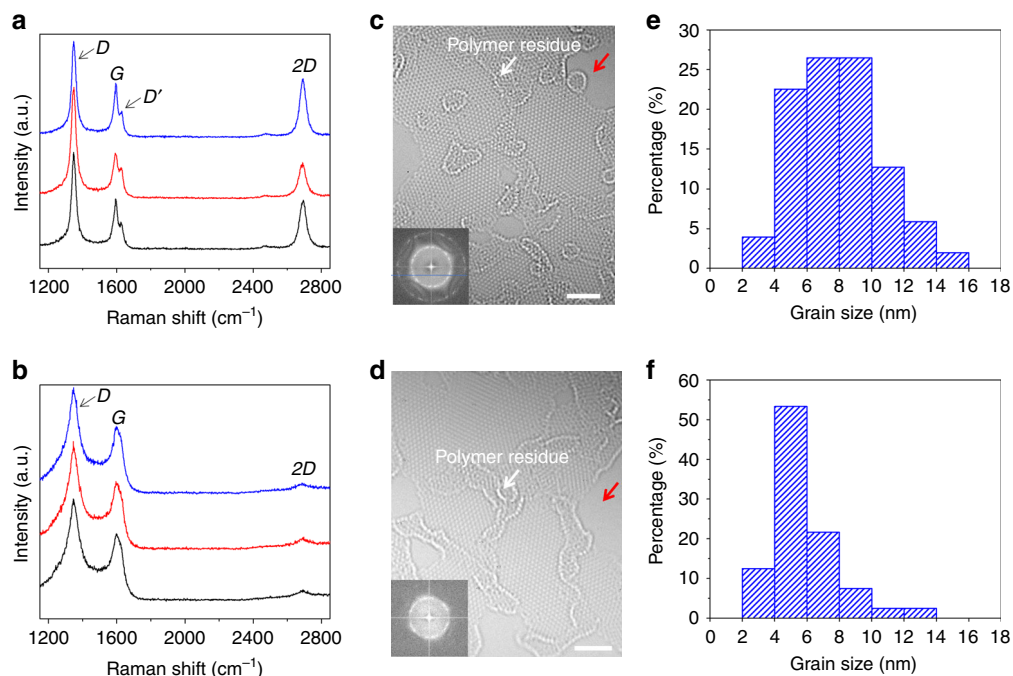 a
D
G
D′
2D
Intensity (a.u.)
1200 1600 2000 2400 2800
Raman shift (cm⁻¹)
c
Polymer residue
e
30
25
20
15
10
5
0
Percentage (%)
0 2 4 6 8 10 12 14 16 18
Grain size (nm)
b
D
G
2D
Intensity (a.u.)
1200 1600 2000 2400 2800
Raman shift (cm⁻¹)
d
Polymer residue
f
60
50
40
30
20
10
0
Percentage (%)
0 2 4 6 8 10 12 14 16 18
Grain size (nm)